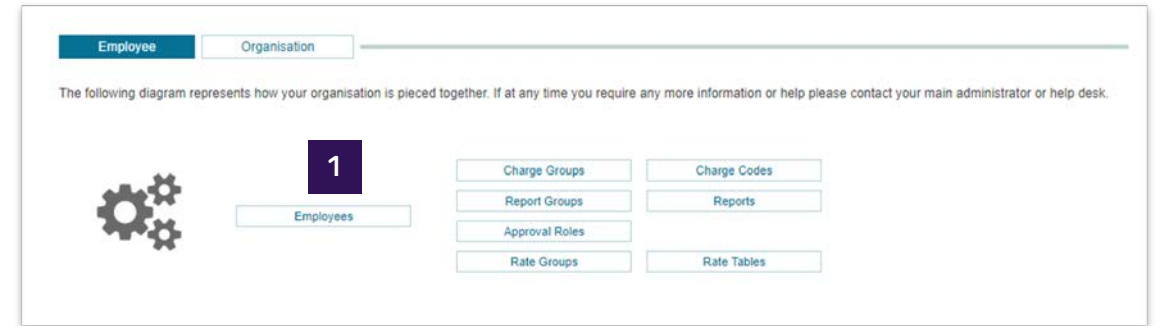 Employee Organisation
The following diagram represents how your organisation is pieced together. If at any time you require any more information or help please contact your main administrator or help desk.
1
Charge Groups Charge Codes
Report Groups Reports
Employees
Approval Roles
Rate Groups Rate Tables